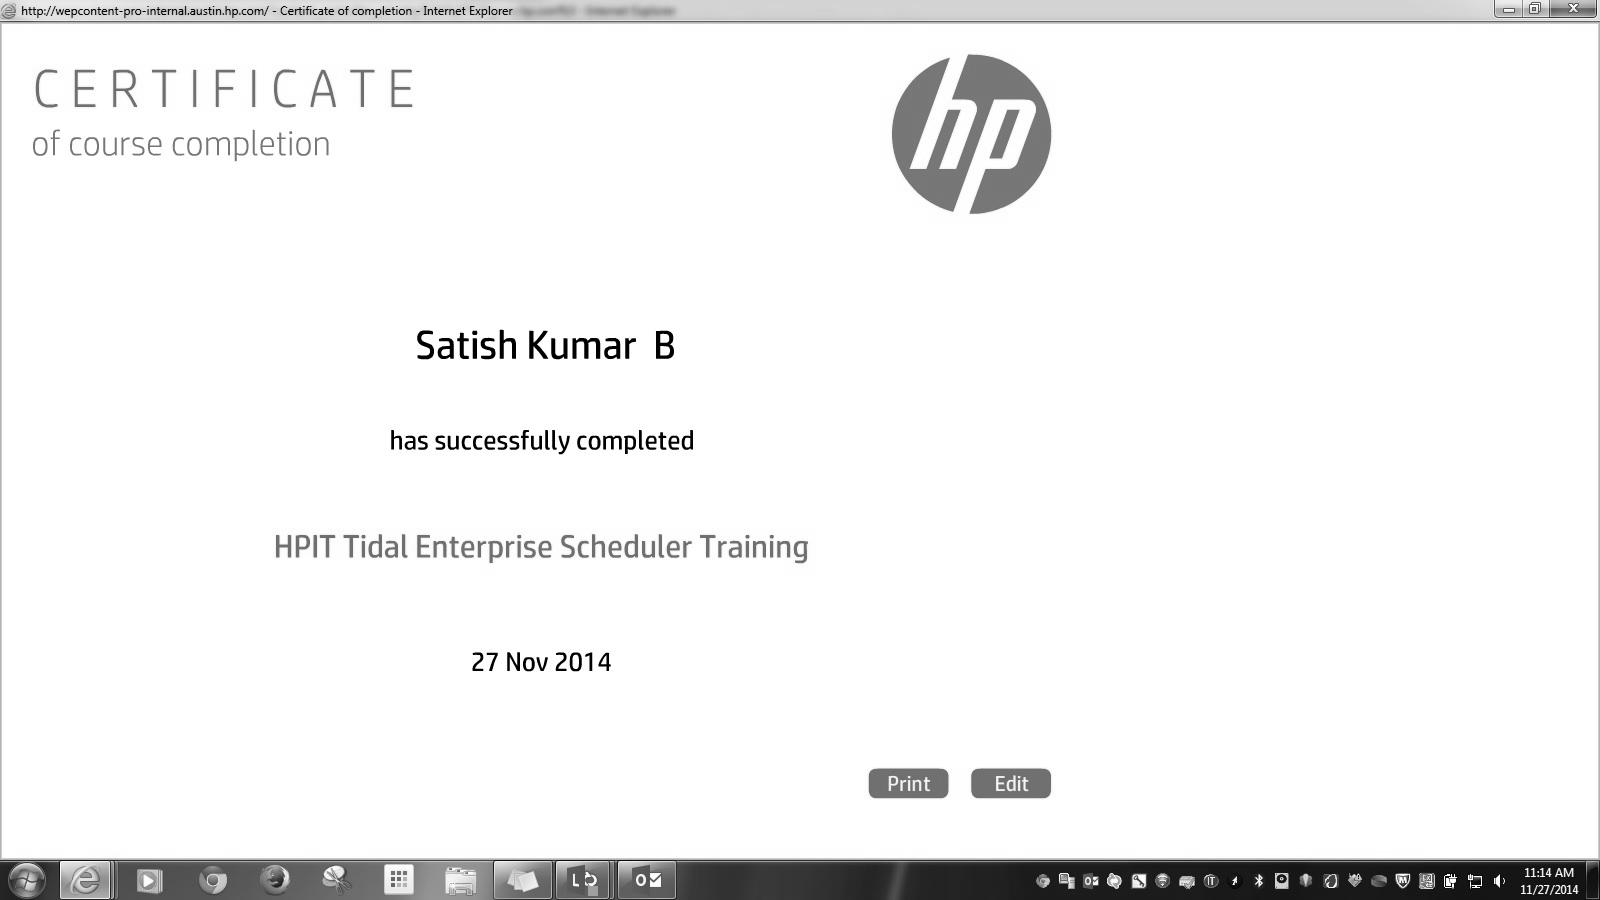 http://wepcontent-pro-internal.austin.hp.com/ - Certificate of completion - Internet Explorer
CERTIFICATE
of course completion
hp
Satish Kumar B
has successfully completed
HPIT Tidal Enterprise Scheduler Training
27 Nov 2014
Print Edit
11:14 AM
11/27/2014